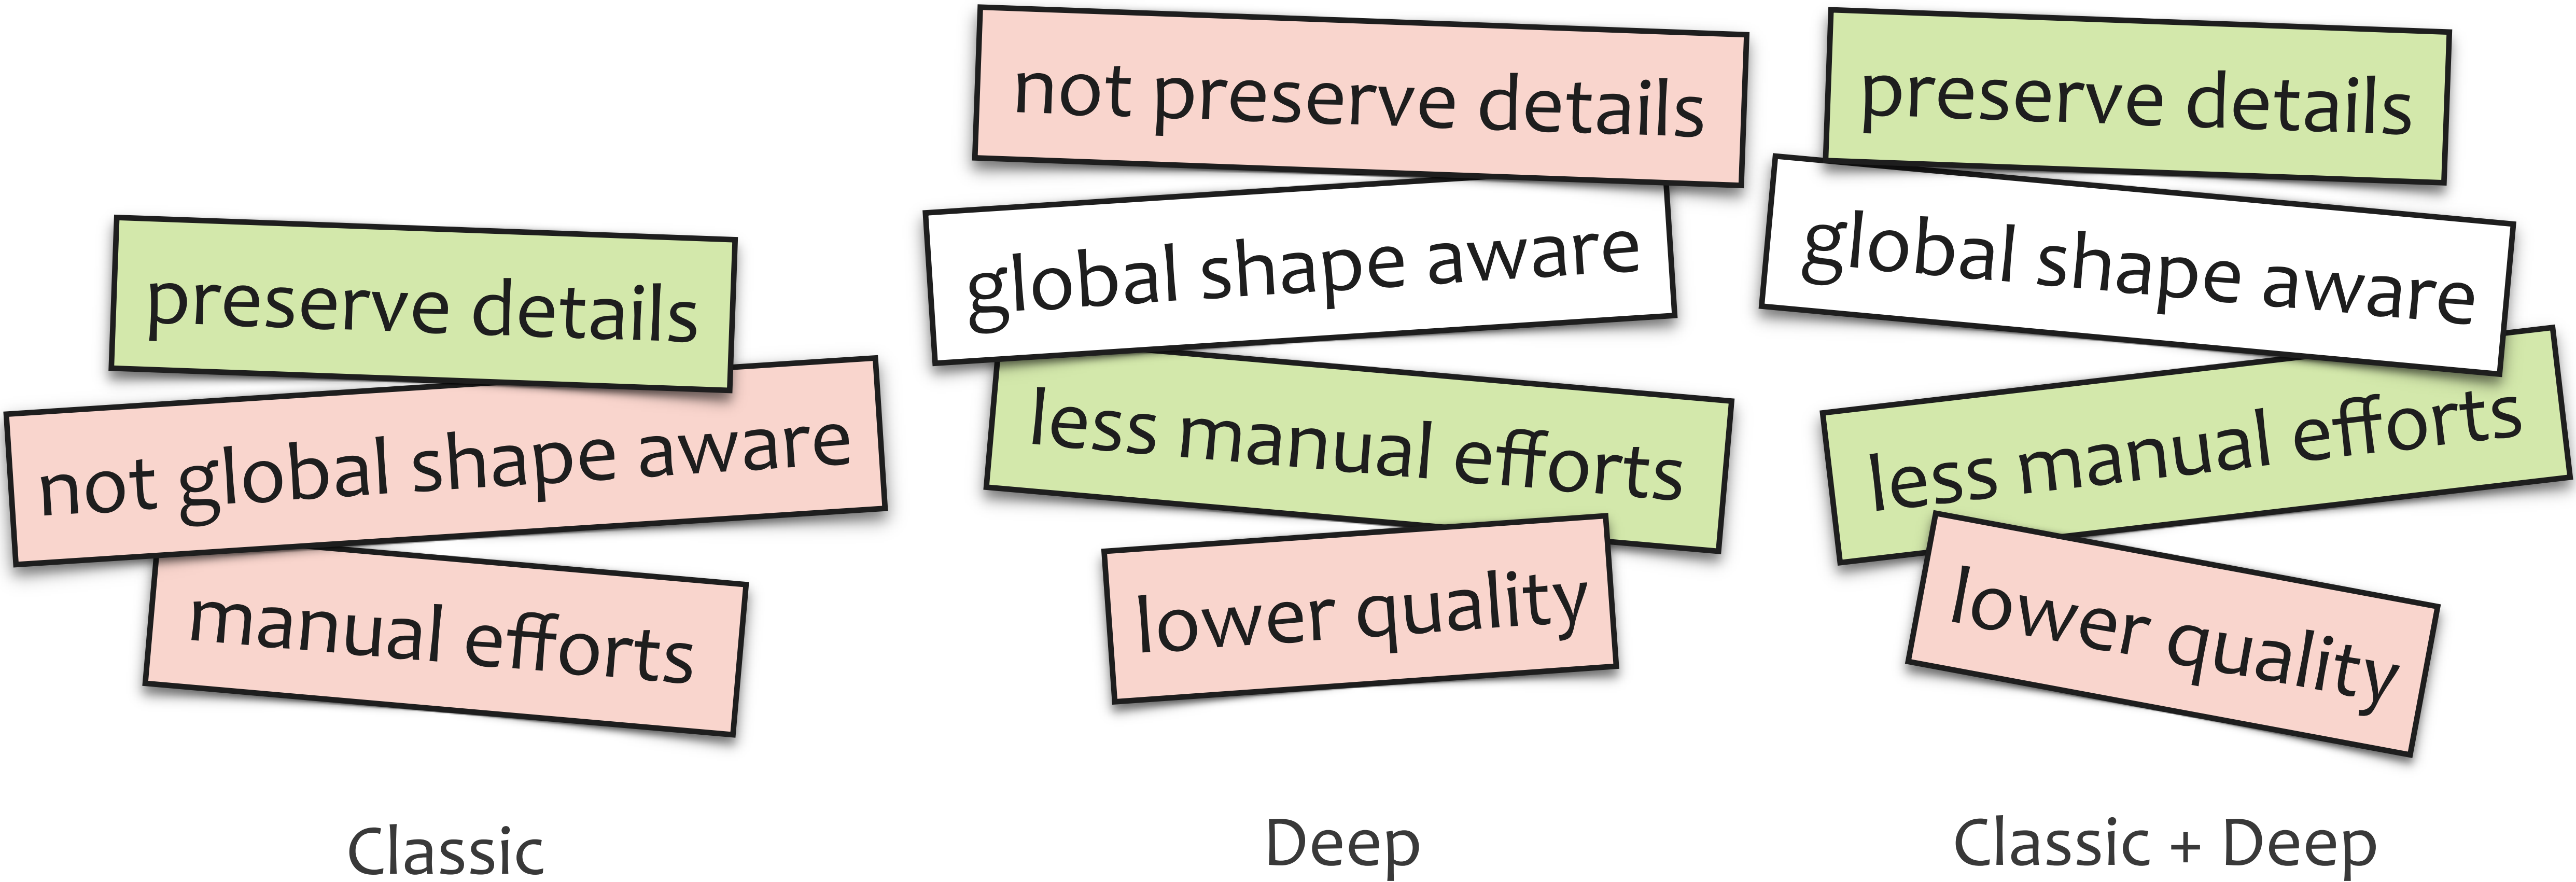 preserve details
not global shape aware
manual efforts
Classic
not preserve details
global shape aware
less manual efforts
lower quality
Deep
preserve details
global shape aware
less manual efforts
lower quality
Classic + Deep